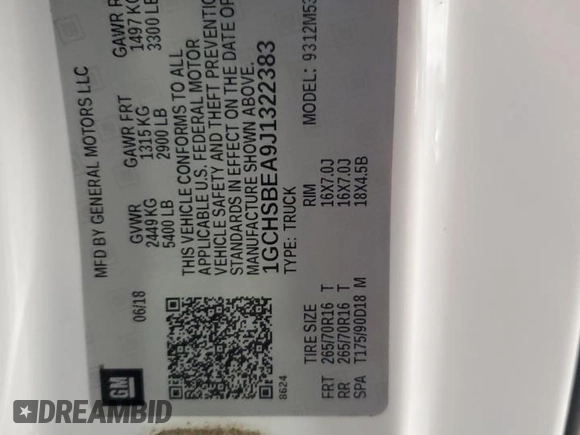 MFD BY GENERAL MOTORS LLC
06/18
GVWR GAWR FRT GAWR R
2449 KG 1315 KG 1497 KG
5400 LB 2900 LB 3300 LB
THIS VEHICLE CONFORMS TO ALL
APPLICABLE U.S. FEDERAL MOTOR
VEHICLE SAFETY AND THEFT PREVENTIO
STANDARDS IN EFFECT ON THE DATE OF
MANUFACTURE SHOWN ABOVE.
1GCHSBEA9J1322383
TYPE: TRUCK
8624
MODEL: 9312M53
TIRE SIZE RIM
FRT 265/70R16 T 16X7.0J
RR 265/70R16 T 16X7.0J
SPA T175/90D18 M 18X4.5B
GM
DREAMBID